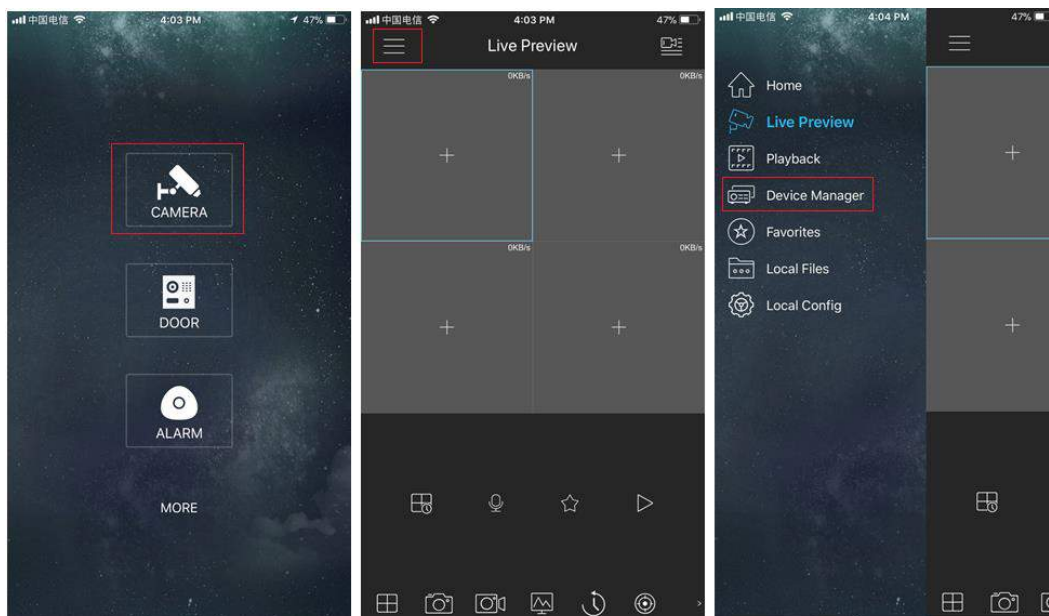 中国电信 4:03 PM 47%
CAMERA
DOOR
ALARM
MORE
中国电信 4:03 PM 47%
Live Preview
0KB/s 0KB/s
0KB/s 0KB/s
中国电信 4:04 PM 47%
Home
Live Preview
Playback
Device Manager
Favorites
Local Files
Local Config